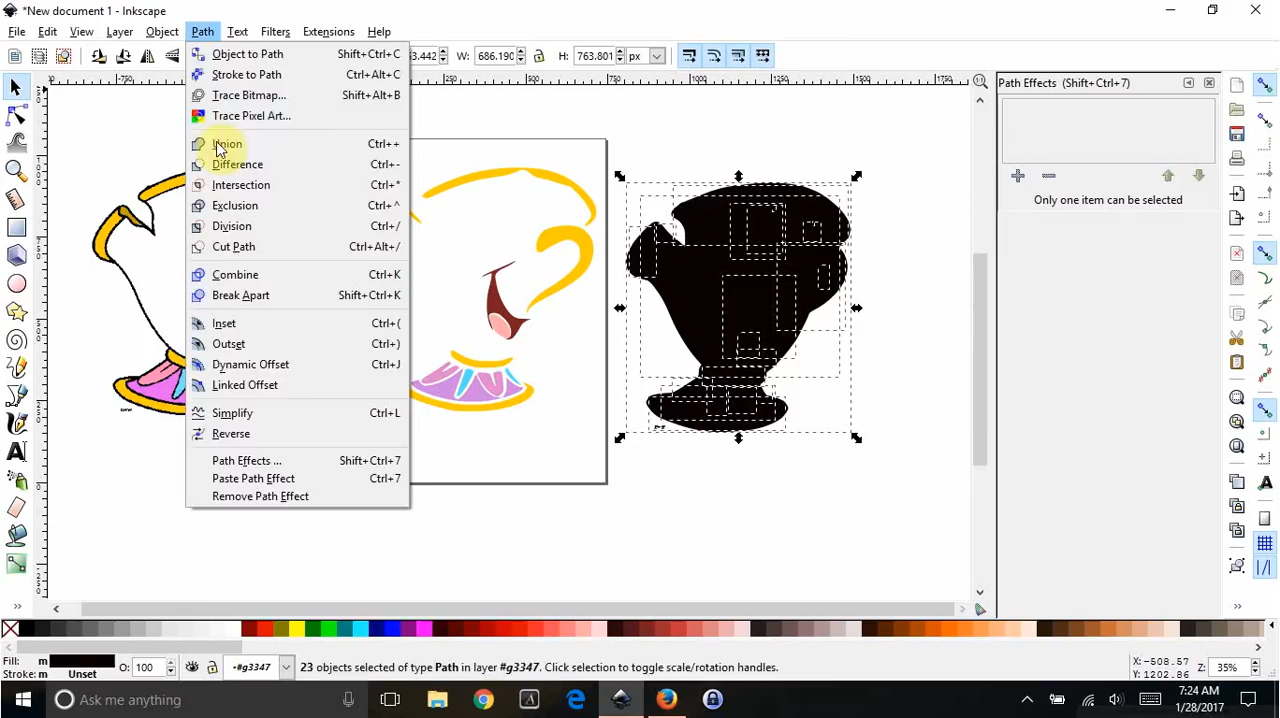 *New document 1 - Inkscape
File Edit View Layer Object Path Text Filters Extensions Help
3.442 W: 686.190 H: 763.801 px
Object to Path Shift+Ctrl+C
Stroke to Path Ctrl+Alt+C
Trace Bitmap... Shift+Alt+B
Trace Pixel Art...
Union Ctrl++
Difference Ctrl+-
Intersection Ctrl+*
Exclusion Ctrl+^
Division Ctrl+/
Cut Path Ctrl+Alt+/
Combine Ctrl+K
Break Apart Shift+Ctrl+K
Inset Ctrl+(
Outset Ctrl+)
Dynamic Offset Ctrl+J
Linked Offset
Simplify Ctrl+L
Reverse
Path Effects ... Shift+Ctrl+7
Paste Path Effect Ctrl+7
Remove Path Effect
Path Effects (Shift+Ctrl+7)
Only one item can be selected
Fill: m
Stroke: m Unset
O: 100
•#g3347
23 objects selected of type Path in layer #g3347. Click selection to toggle scale/rotation handles.
X: -508.57
Y: 1202.86
Z: 35%
Ask me anything
7:24 AM
1/28/2017